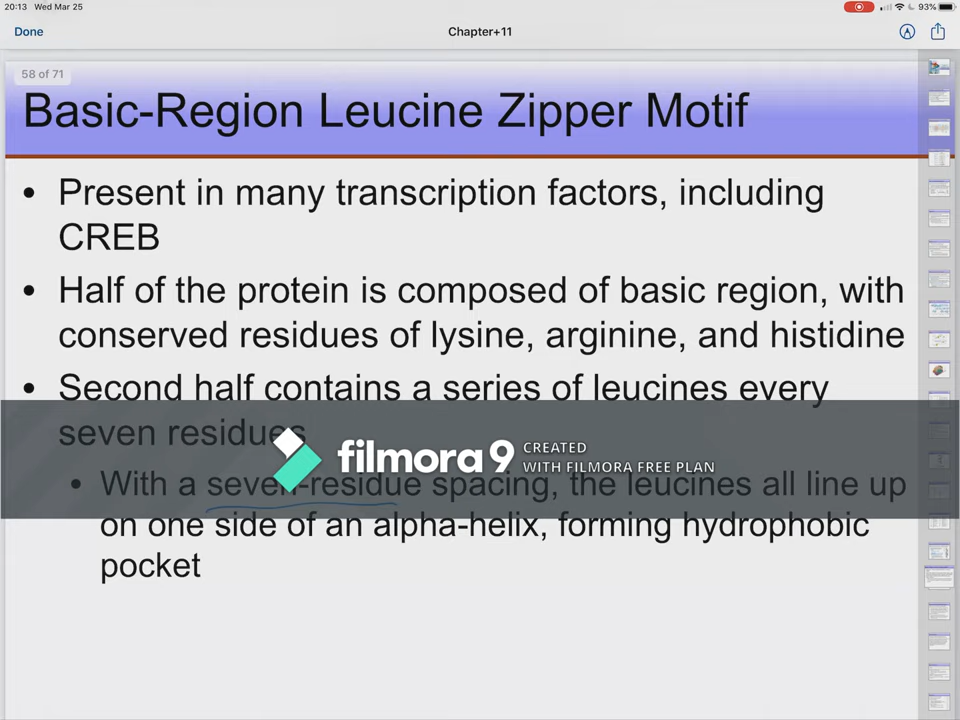 20:13 Wed Mar 25
93%
Done
Chapter+11
58 of 71
Basic-Region Leucine Zipper Motif
• Present in many transcription factors, including
CREB
• Half of the protein is composed of basic region, with
conserved residues of lysine, arginine, and histidine
• Second half contains a series of leucines every
seven residues
filmora 9 CREATED
WITH FILMORA FREE PLAN
• With a seven-residue spacing, the leucines all line up
on one side of an alpha-helix, forming hydrophobic
pocket